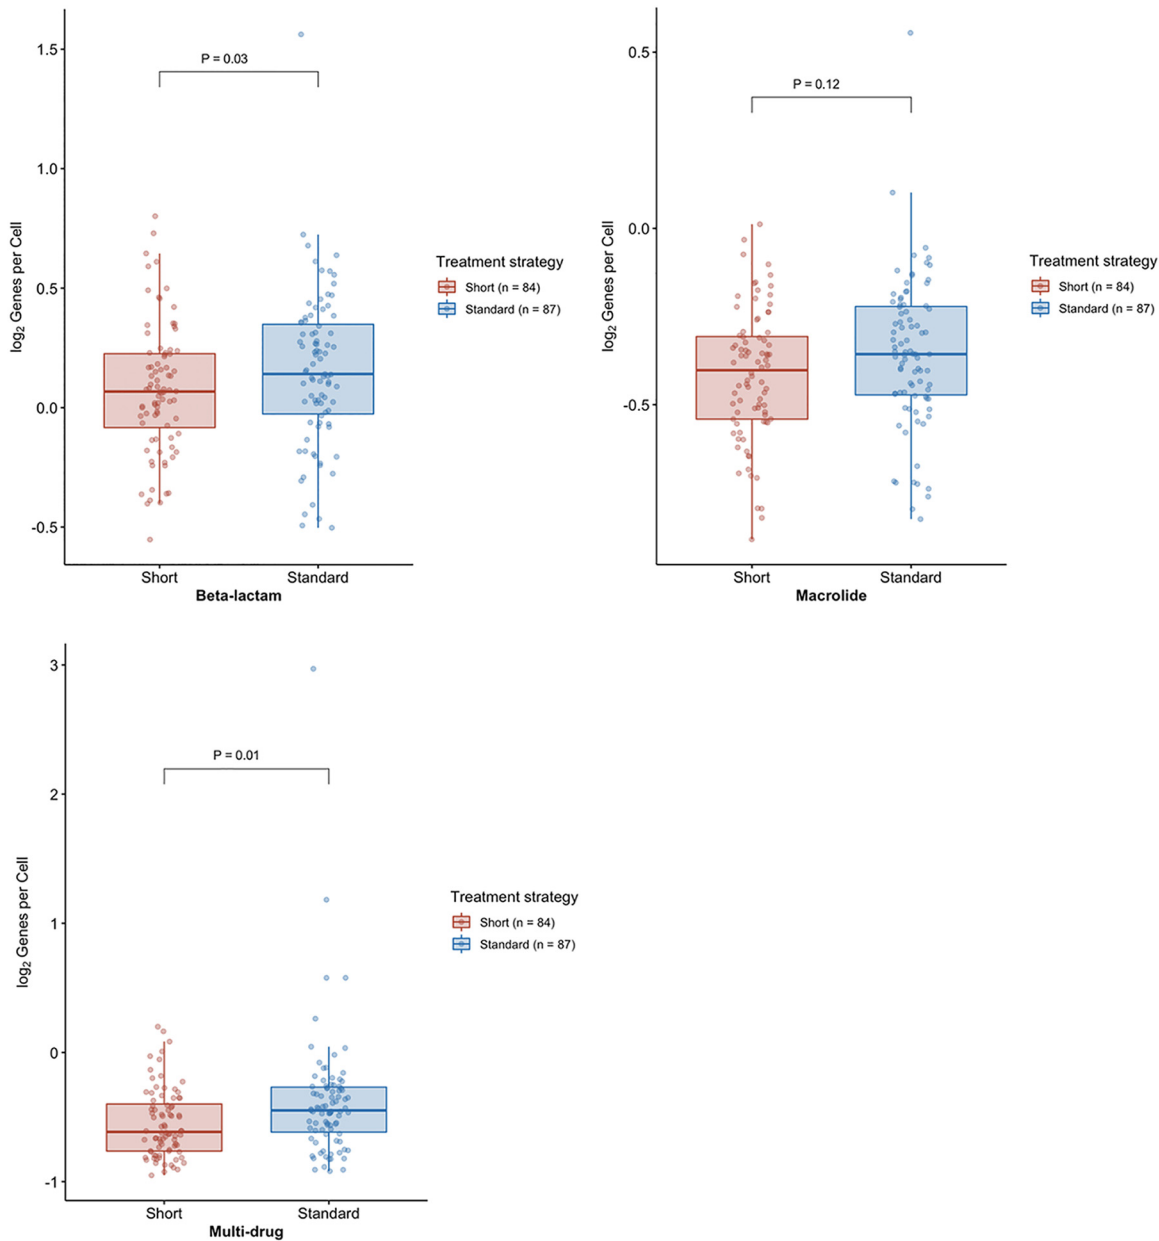 1.5
1.0
0.5
0.0
-0.5
log2 Genes per Cell
P = 0.03
Short
Standard
Beta-lactam
Treatment strategy
Short (n = 84)
Standard (n = 87)
0.5
0.0
-0.5
log2 Genes per Cell
P = 0.12
Short
Standard
Macrolide
Treatment strategy
Short (n = 84)
Standard (n = 87)
3
2
1
0
-1
log2 Genes per Cell
P = 0.01
Short
Standard
Multi-drug
Treatment strategy
Short (n = 84)
Standard (n = 87)